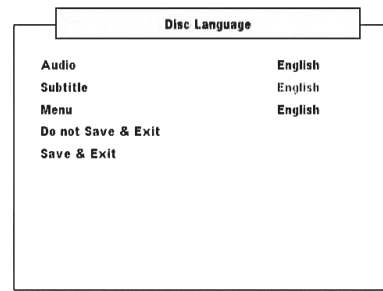 Disc Language
Audio English
Subtitle English
Menu English
Do not Save & Exit
Save & Exit